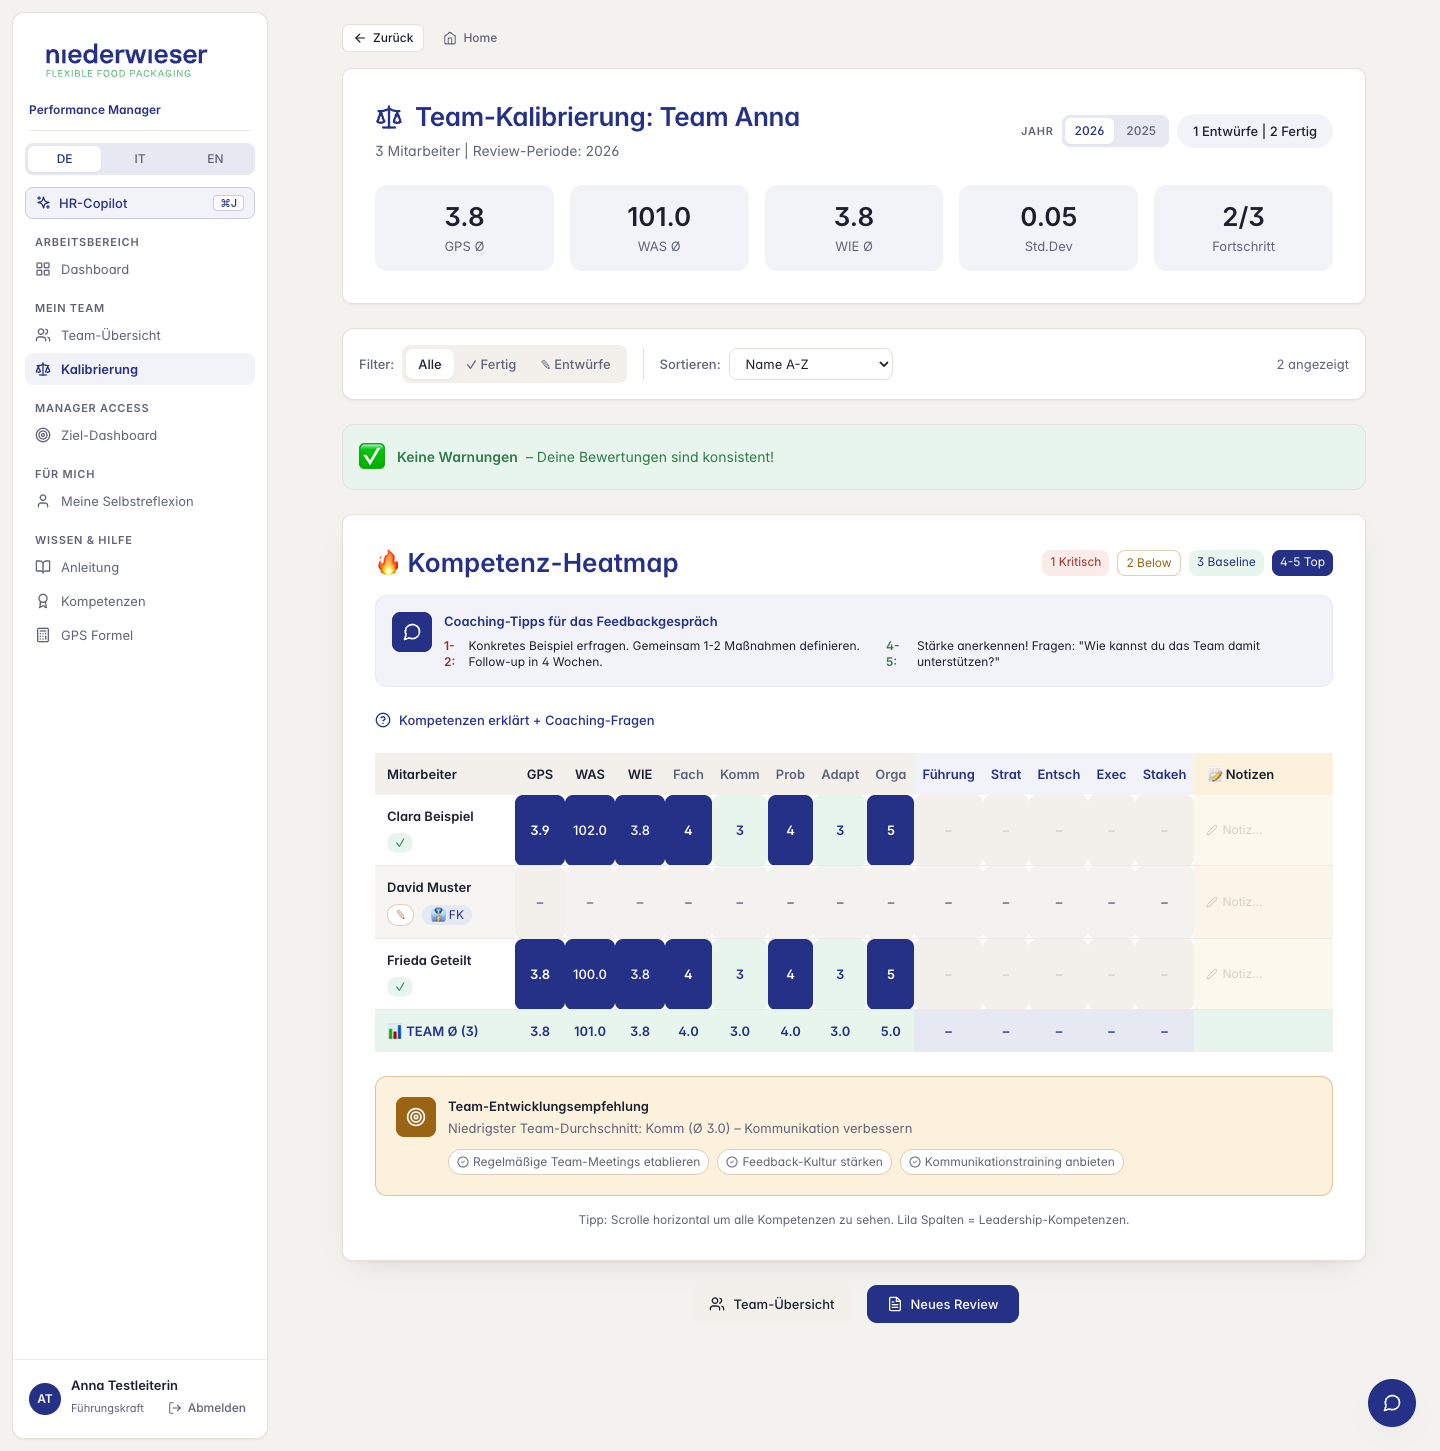 niederwieser
FLEXIBLE FOOD PACKAGING
Performance Manager
DE IT EN
HR-Copilot ⌘J
ARBEITSBEREICH
Dashboard
MEIN TEAM
Team-Übersicht
Kalibrierung
MANAGER ACCESS
Ziel-Dashboard
FÜR MICH
Meine Selbstreflexion
WISSEN & HILFE
Anleitung
Kompetenzen
GPS Formel
AT
Anna Testleiterin
Führungskraft Abmelden
Zurück Home
Team-Kalibrierung: Team Anna
3 Mitarbeiter | Review-Periode: 2026
JAHR 2026 2025 1 Entwürfe | 2 Fertig
3.8 101.0 3.8 0.05 2/3
GPS Ø WAS Ø WIE Ø Std.Dev Fortschritt
Filter: Alle ✓ Fertig ✎ Entwürfe Sortieren: Name A-Z 2 angezeigt
✅ Keine Warnungen – Deine Bewertungen sind konsistent!
🔥 Kompetenz-Heatmap 1 Kritisch 2 Below 3 Baseline 4-5 Top
Coaching-Tipps für das Feedbackgespräch
1-2: Konkretes Beispiel erfragen. Gemeinsam 1-2 Maßnahmen definieren.
Follow-up in 4 Wochen.
4-5: Stärke anerkennen! Fragen: "Wie kannst du das Team damit
unterstützen?"
Kompetenzen erklärt + Coaching-Fragen
Mitarbeiter GPS WAS WIE Fach Komm Prob Adapt Orga Führung Strat Entsch Exec Stakeh 📝 Notizen
Clara Beispiel
✓
3.9 102.0 3.8 4 3 4 3 5 – – – – – Notiz...
David Muster
✎ 👔 FK
– – – – – – – – – – – – – Notiz...
Frieda Geteilt
✓
3.8 100.0 3.8 4 3 4 3 5 – – – – – Notiz...
📊 TEAM Ø (3) 3.8 101.0 3.8 4.0 3.0 4.0 3.0 5.0 – – – – –
Team-Entwicklungsempfehlung
Niedrigster Team-Durchschnitt: Komm (Ø 3.0) – Kommunikation verbessern
Regelmäßige Team-Meetings etablieren Feedback-Kultur stärken Kommunikationstraining anbieten
Tipp: Scrolle horizontal um alle Kompetenzen zu sehen. Lila Spalten = Leadership-Kompetenzen.
Team-Übersicht Neues Review